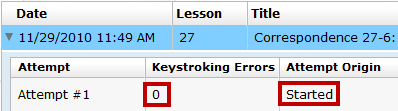 Date Lesson Title
11/29/2010 11:49 AM 27 Correspondence 27-6:
Attempt Keystroking Errors Attempt Origin
Attempt #1 0 Started